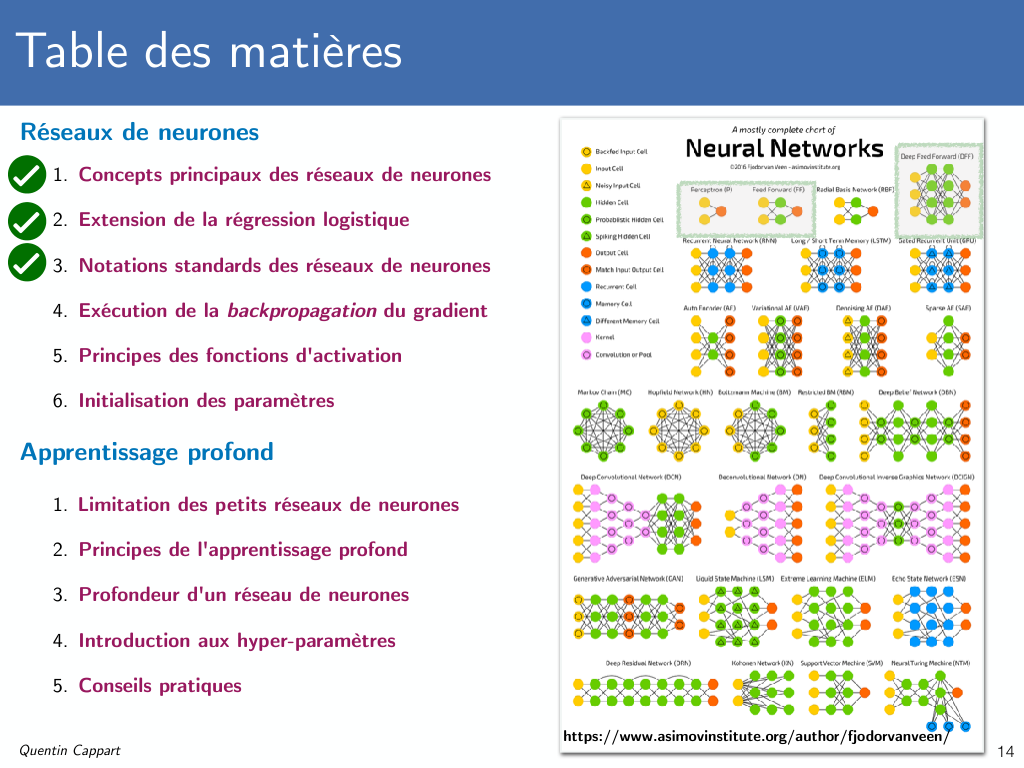 Table des matières
Réseaux de neurones
1. Concepts principaux des réseaux de neurones
2. Extension de la régression logistique
3. Notations standards des réseaux de neurones
4. Exécution de la backpropagation du gradient
5. Principes des fonctions d'activation
6. Initialisation des paramètres
Apprentissage profond
1. Limitation des petits réseaux de neurones
2. Principes de l'apprentissage profond
3. Profondeur d'un réseau de neurones
4. Introduction aux hyper-paramètres
5. Conseils pratiques
A mostly complete chart of
Neural Networks
©2016 Fjodor van Veen - asimovinstitute.org
Backfed Input Cell
Input Cell
Noisy Input Cell
Hidden Cell
Probablistic Hidden Cell
Spiking Hidden Cell
Output Cell
Match Input Output Cell
Recurrent Cell
Memory Cell
Different Memory Cell
Kernel
Convolution or Pool
Perceptron (P)
Feed Forward (FF)
Radial Basis Network (RBF)
Deep Feed Forward (DFF)
Recurrent Neural Network (RNN)
Long / Short Term Memory (LSTM)
Gated Recurrent Unit (GRU)
Auto Encoder (AE)
Variational AE (VAE)
Denoising AE (DAE)
Sparse AE (SAE)
Markov Chain (MC)
Hopfield Network (HN)
Boltzmann Machine (BM)
Restricted BM (RBM)
Deep Belief Network (DBN)
Deep Convolutional Network (DCN)
Deconvolutional Network (DN)
Deep Convolutional Inverse Graphics Network (DCIGN)
Generative Adversarial Network (GAN)
Liquid State Machine (LSM)
Extreme Learning Machine (ELM)
Echo State Network (ESN)
Deep Residual Network (DRN)
Kohonen Network (KN)
Support Vector Machine (SVM)
Neural Turing Machine (NTM)
https://www.asimovinstitute.org/author/fjodorvanveen/
Quentin Cappart
14